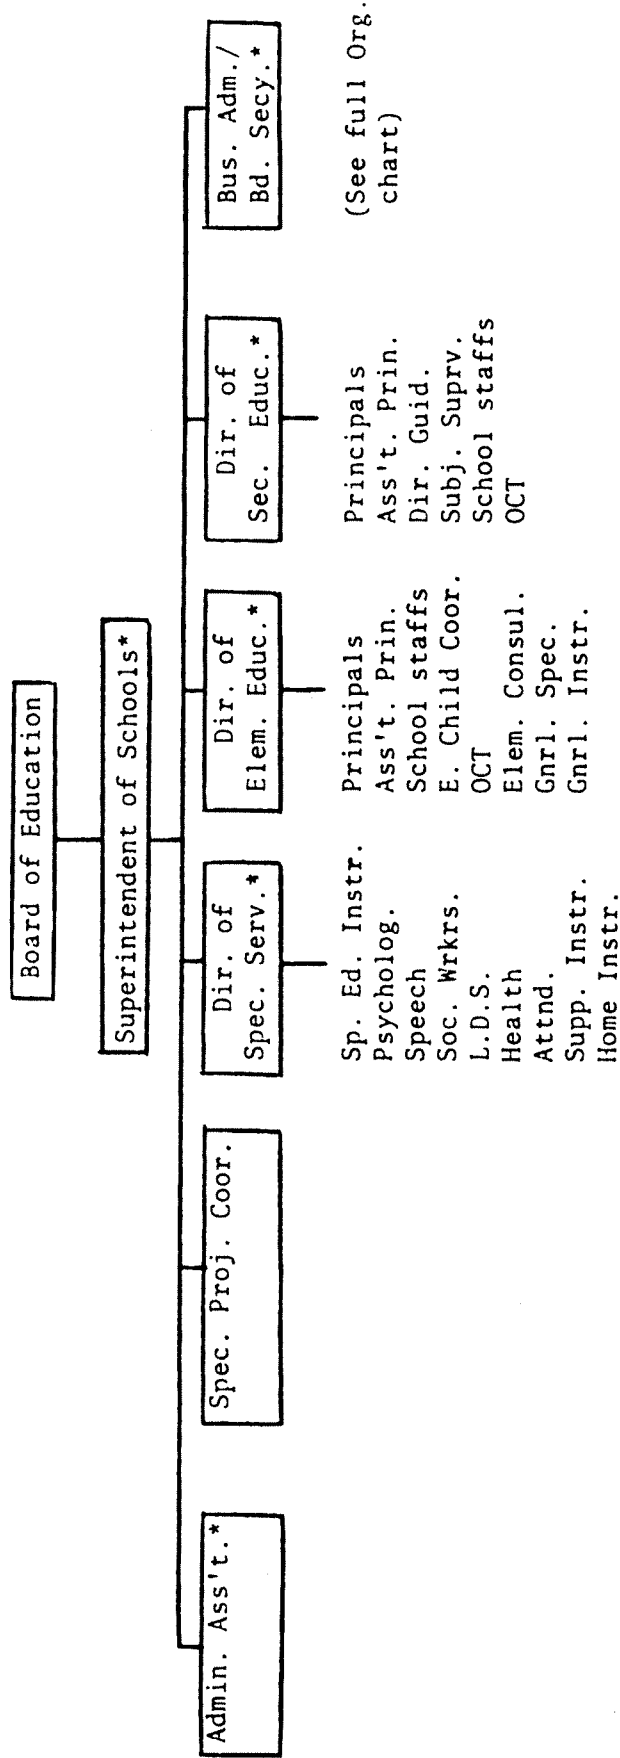 Board of Education
Superintendent of Schools*
Admin. Ass't.*
Spec. Proj. Coor.
Dir. of
Spec. Serv.*
Dir. of
Elem. Educ.*
Dir. of
Sec. Educ.*
Bus. Adm./
Bd. Secy.*
Sp. Ed. Instr.
Psycholog.
Speech
Soc. Wrkrs.
L.D.S.
Health
Attnd.
Supp. Instr.
Home Instr.
Principals
Ass't. Prin.
School staffs
E. Child Coor.
OCT
Elem. Consul.
Gnrl. Spec.
Gnrl. Instr.
Principals
Ass't. Prin.
Dir. Guid.
Subj. Suprv.
School staffs
OCT
(See full Org.
chart)